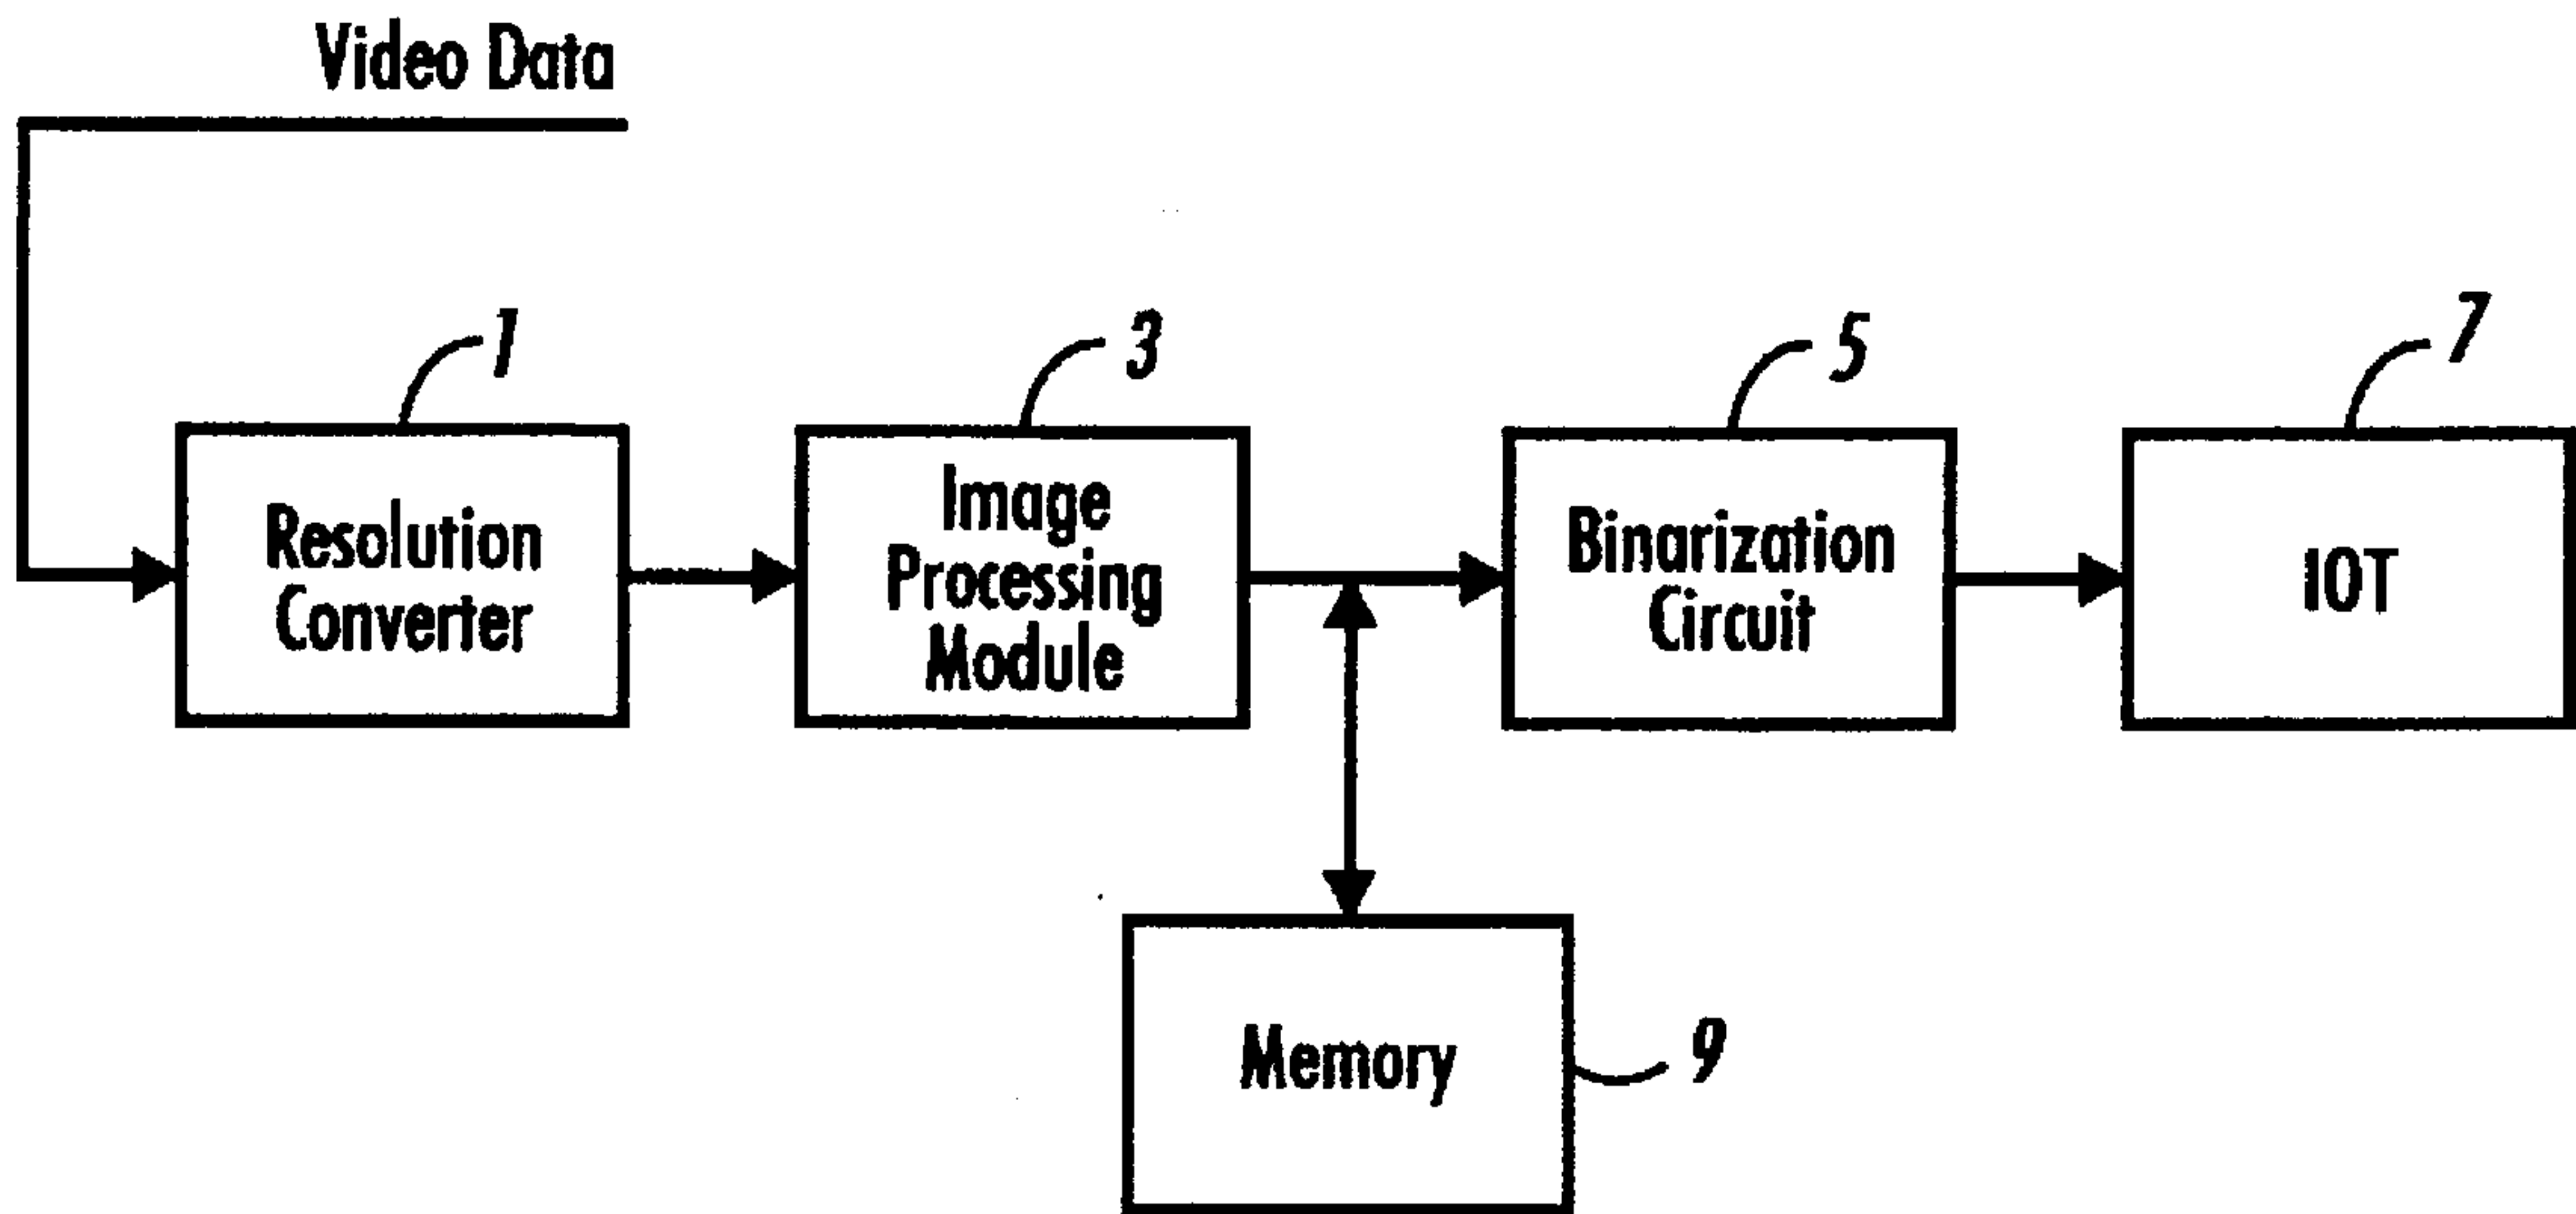 Video Data
1
3
5
7
Resolution
Converter
Image
Processing
Module
Binarization
Circuit
IOT
Memory
9